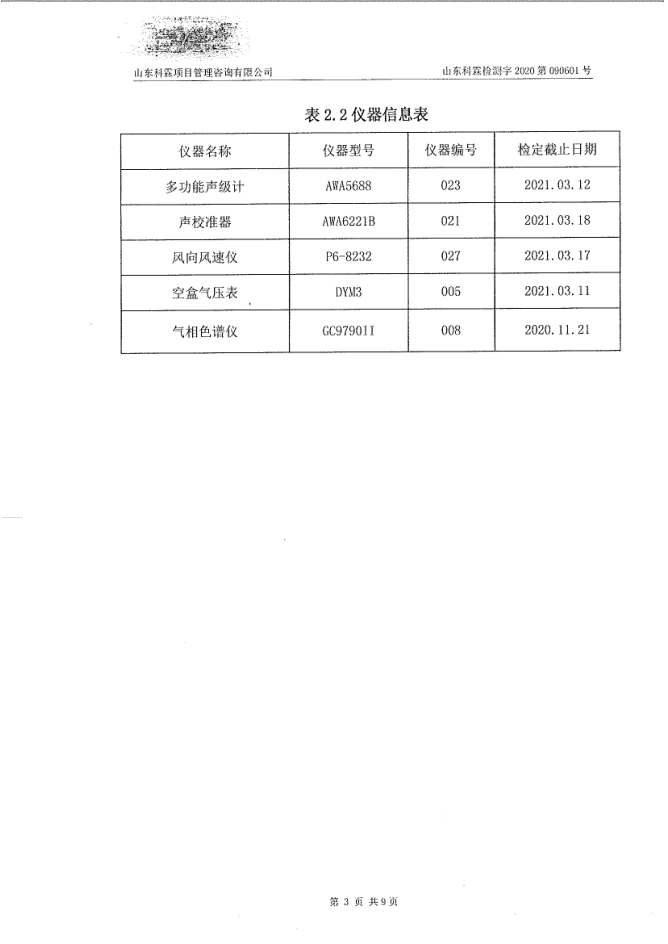 山东科霖项目管理咨询有限公司 山东科霖检测字 2020 第 090601 号
表 2.2 仪器信息表
仪器名称 仪器型号 仪器编号 检定截止日期
多功能声级计 AWA5688 023 2021.03.12
声校准器 AWA6221B 021 2021.03.18
风向风速仪 P6-8232 027 2021.03.17
空盒气压表 DYM3 005 2021.03.11
气相色谱仪 GC9790II 008 2020.11.21
第 3 页 共 9 页